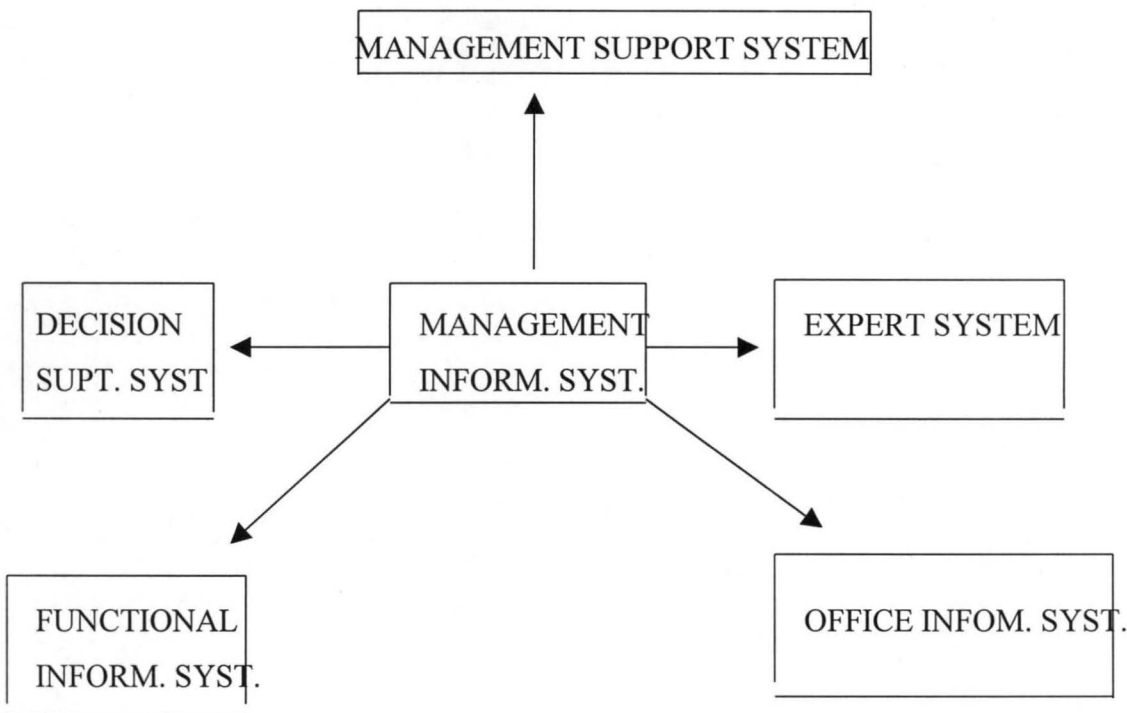 MANAGEMENT SUPPORT SYSTEM
DECISION
SUPT. SYST
MANAGEMENT
INFORM. SYST.
EXPERT SYSTEM
FUNCTIONAL
INFORM. SYST.
OFFICE INFOM. SYST.